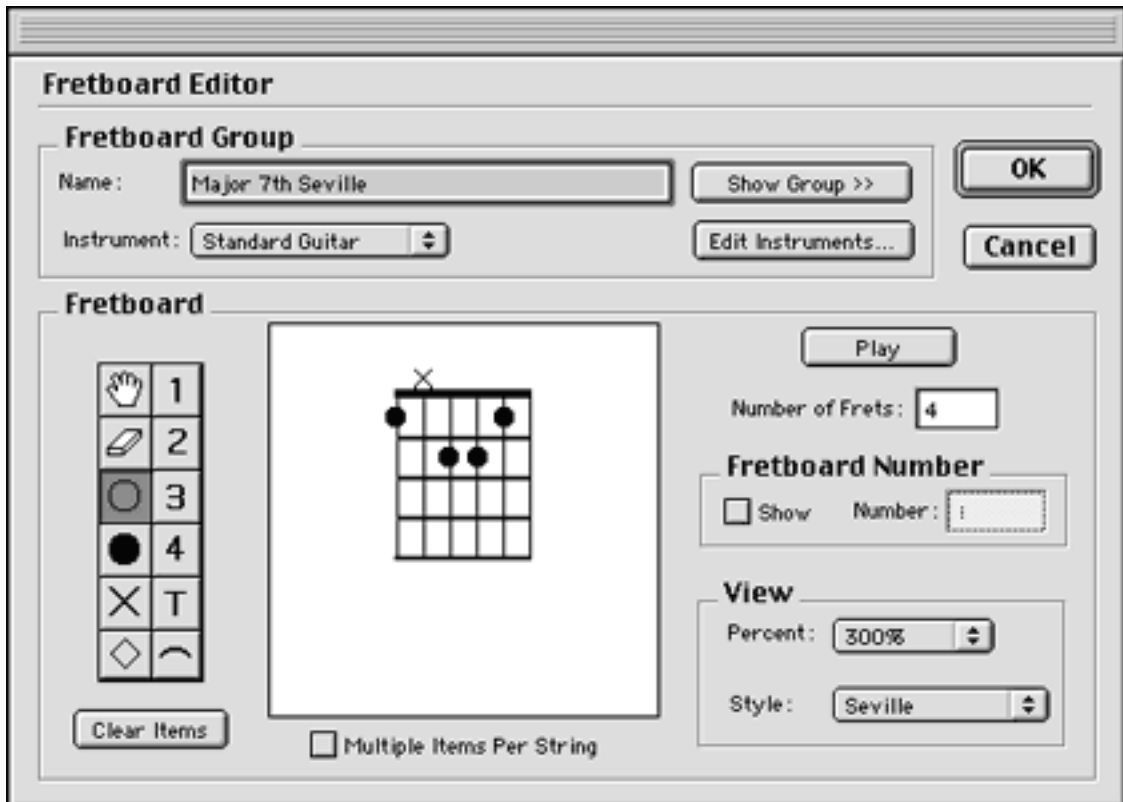 Fretboard Editor
Fretboard Group
Name: Major 7th Seville Show Group >> OK
Instrument: Standard Guitar Edit Instruments... Cancel
Fretboard
Play
1
Number of Frets: 4
2
Fretboard Number
3
Show Number:
4
View
T
Percent: 300%
Style: Seville
Clear Items
Multiple Items Per String